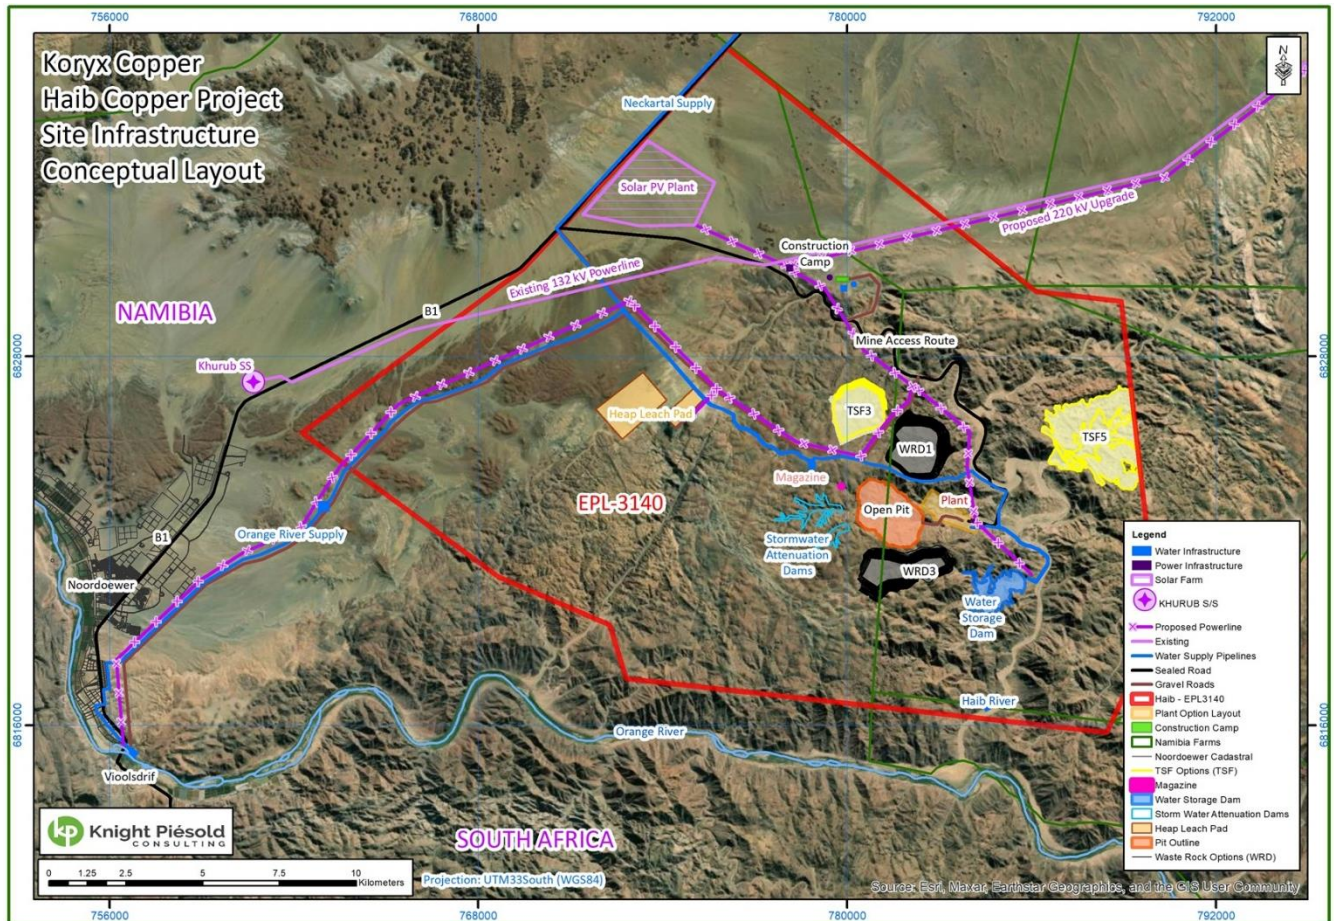 756000
768000
780000
792000
Koryx Copper
Haib Copper Project
Site Infrastructure
Conceptual Layout
N
Neckartal Supply
Solar PV Plant
Proposed 220 kV Upgrade
Construction
Camp
Existing 132 kV Powerline
NAMIBIA
B1
Mine Access Route
6828000
6828000
Khurub SS
Heap Leach Pad
TSF3
TSF5
WRD1
Magazine
EPL-3140
Open Pit
Plant
Orange River Supply
B1
Stormwater
Attenuation
Dams
WRD3
Noordoewer
Water
Storage
Dam
Haib River
6816000
6816000
Orange River
Vioolsdrif
Legend
Water Infrastructure
Power Infrastructure
Solar Farm
KHURUB S/S
Proposed Powerline
Existing
Water Supply Pipelines
Sealed Road
Gravel Roads
Haib - EPL3140
Plant Option Layout
Construction Camp
Namibia Farms
Noordoewer Cadastral
TSF Options (TSF)
Magazine
Water Storage Dam
Storm Water Attenuation Dams
Heap Leach Pad
Pit Outline
Waste Rock Options (WRD)
kp Knight Piésold
CONSULTING
SOUTH AFRICA
0 1.25 2.5 5 7.5 10
Kilometers
Projection: UTM33South (WGS84)
Source: Esri, Maxar, Earthstar Geographics, and the GIS User Community
756000
768000
780000
792000